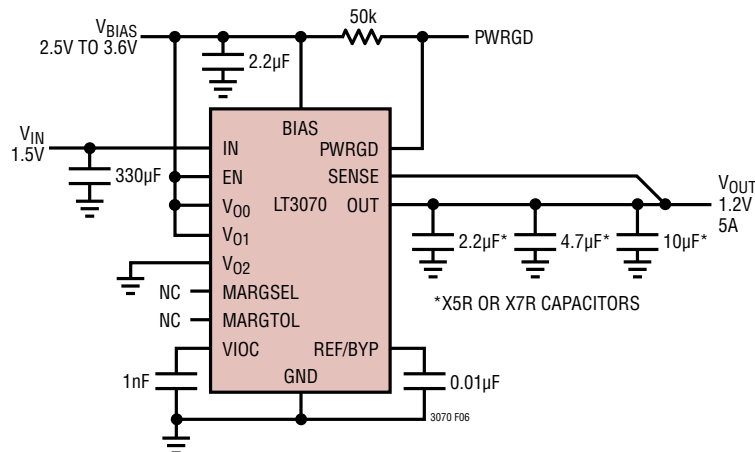 50k
V_BIAS
2.5V TO 3.6V
PWRGD
2.2µF
BIAS
V_IN
1.5V
IN
PWRGD
330µF
EN
SENSE
V_O0
LT3070
OUT
V_OUT
1.2V
5A
V_O1
2.2µF*
4.7µF*
10µF*
V_O2
NC
MARGSEL
*X5R OR X7R CAPACITORS
NC
MARGTOL
VIOC
REF/BYP
1nF
GND
0.01µF
3070 F06